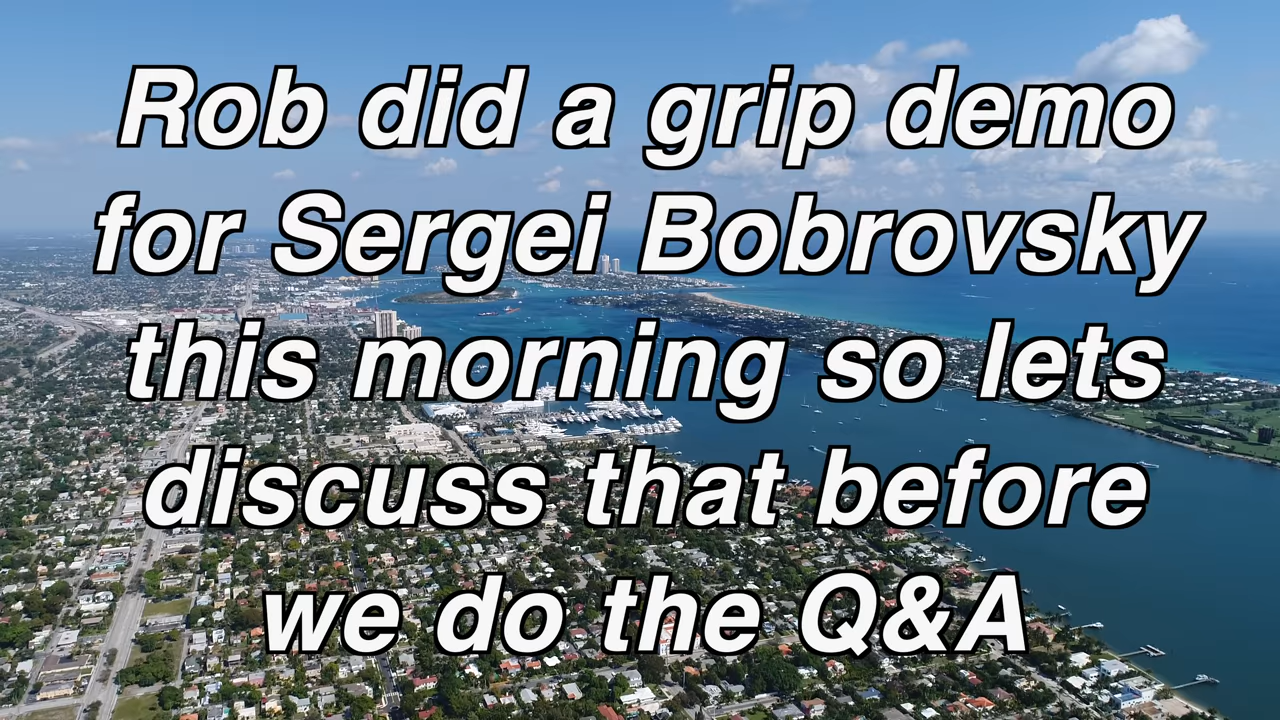 Rob did a grip demo
for Sergei Bobrovsky
this morning so lets
discuss that before
we do the Q&A